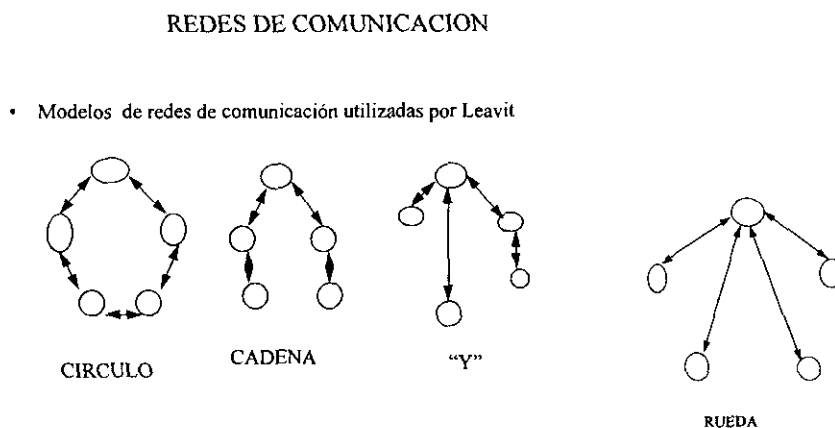 REDES DE COMUNICACION
• Modelos de redes de comunicación utilizadas por Leavit
CIRCULO
CADENA
“Y”
RUEDA